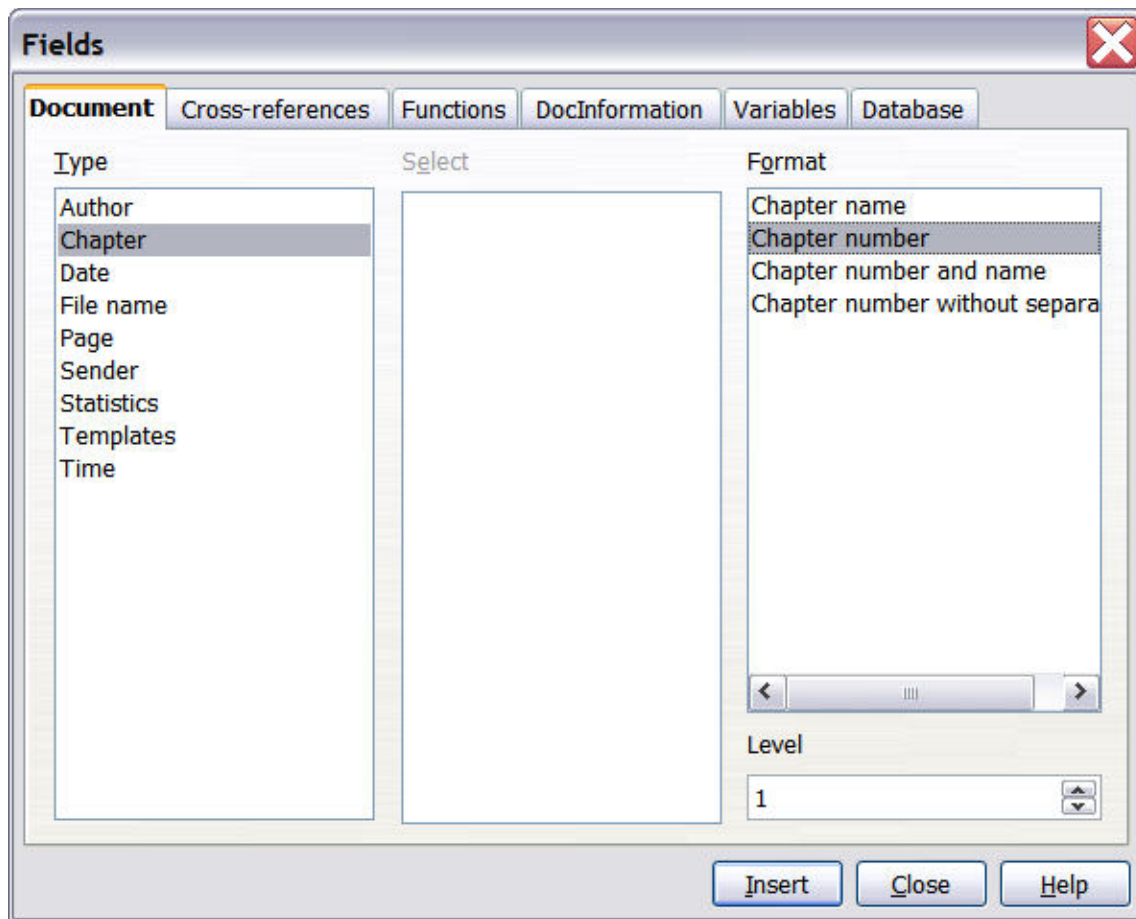 Fields
Document Cross-references Functions DocInformation Variables Database
Type
Author
Chapter
Date
File name
Page
Sender
Statistics
Templates
Time
Select
Format
Chapter name
Chapter number
Chapter number and name
Chapter number without separa
Level
1
Insert Close Help